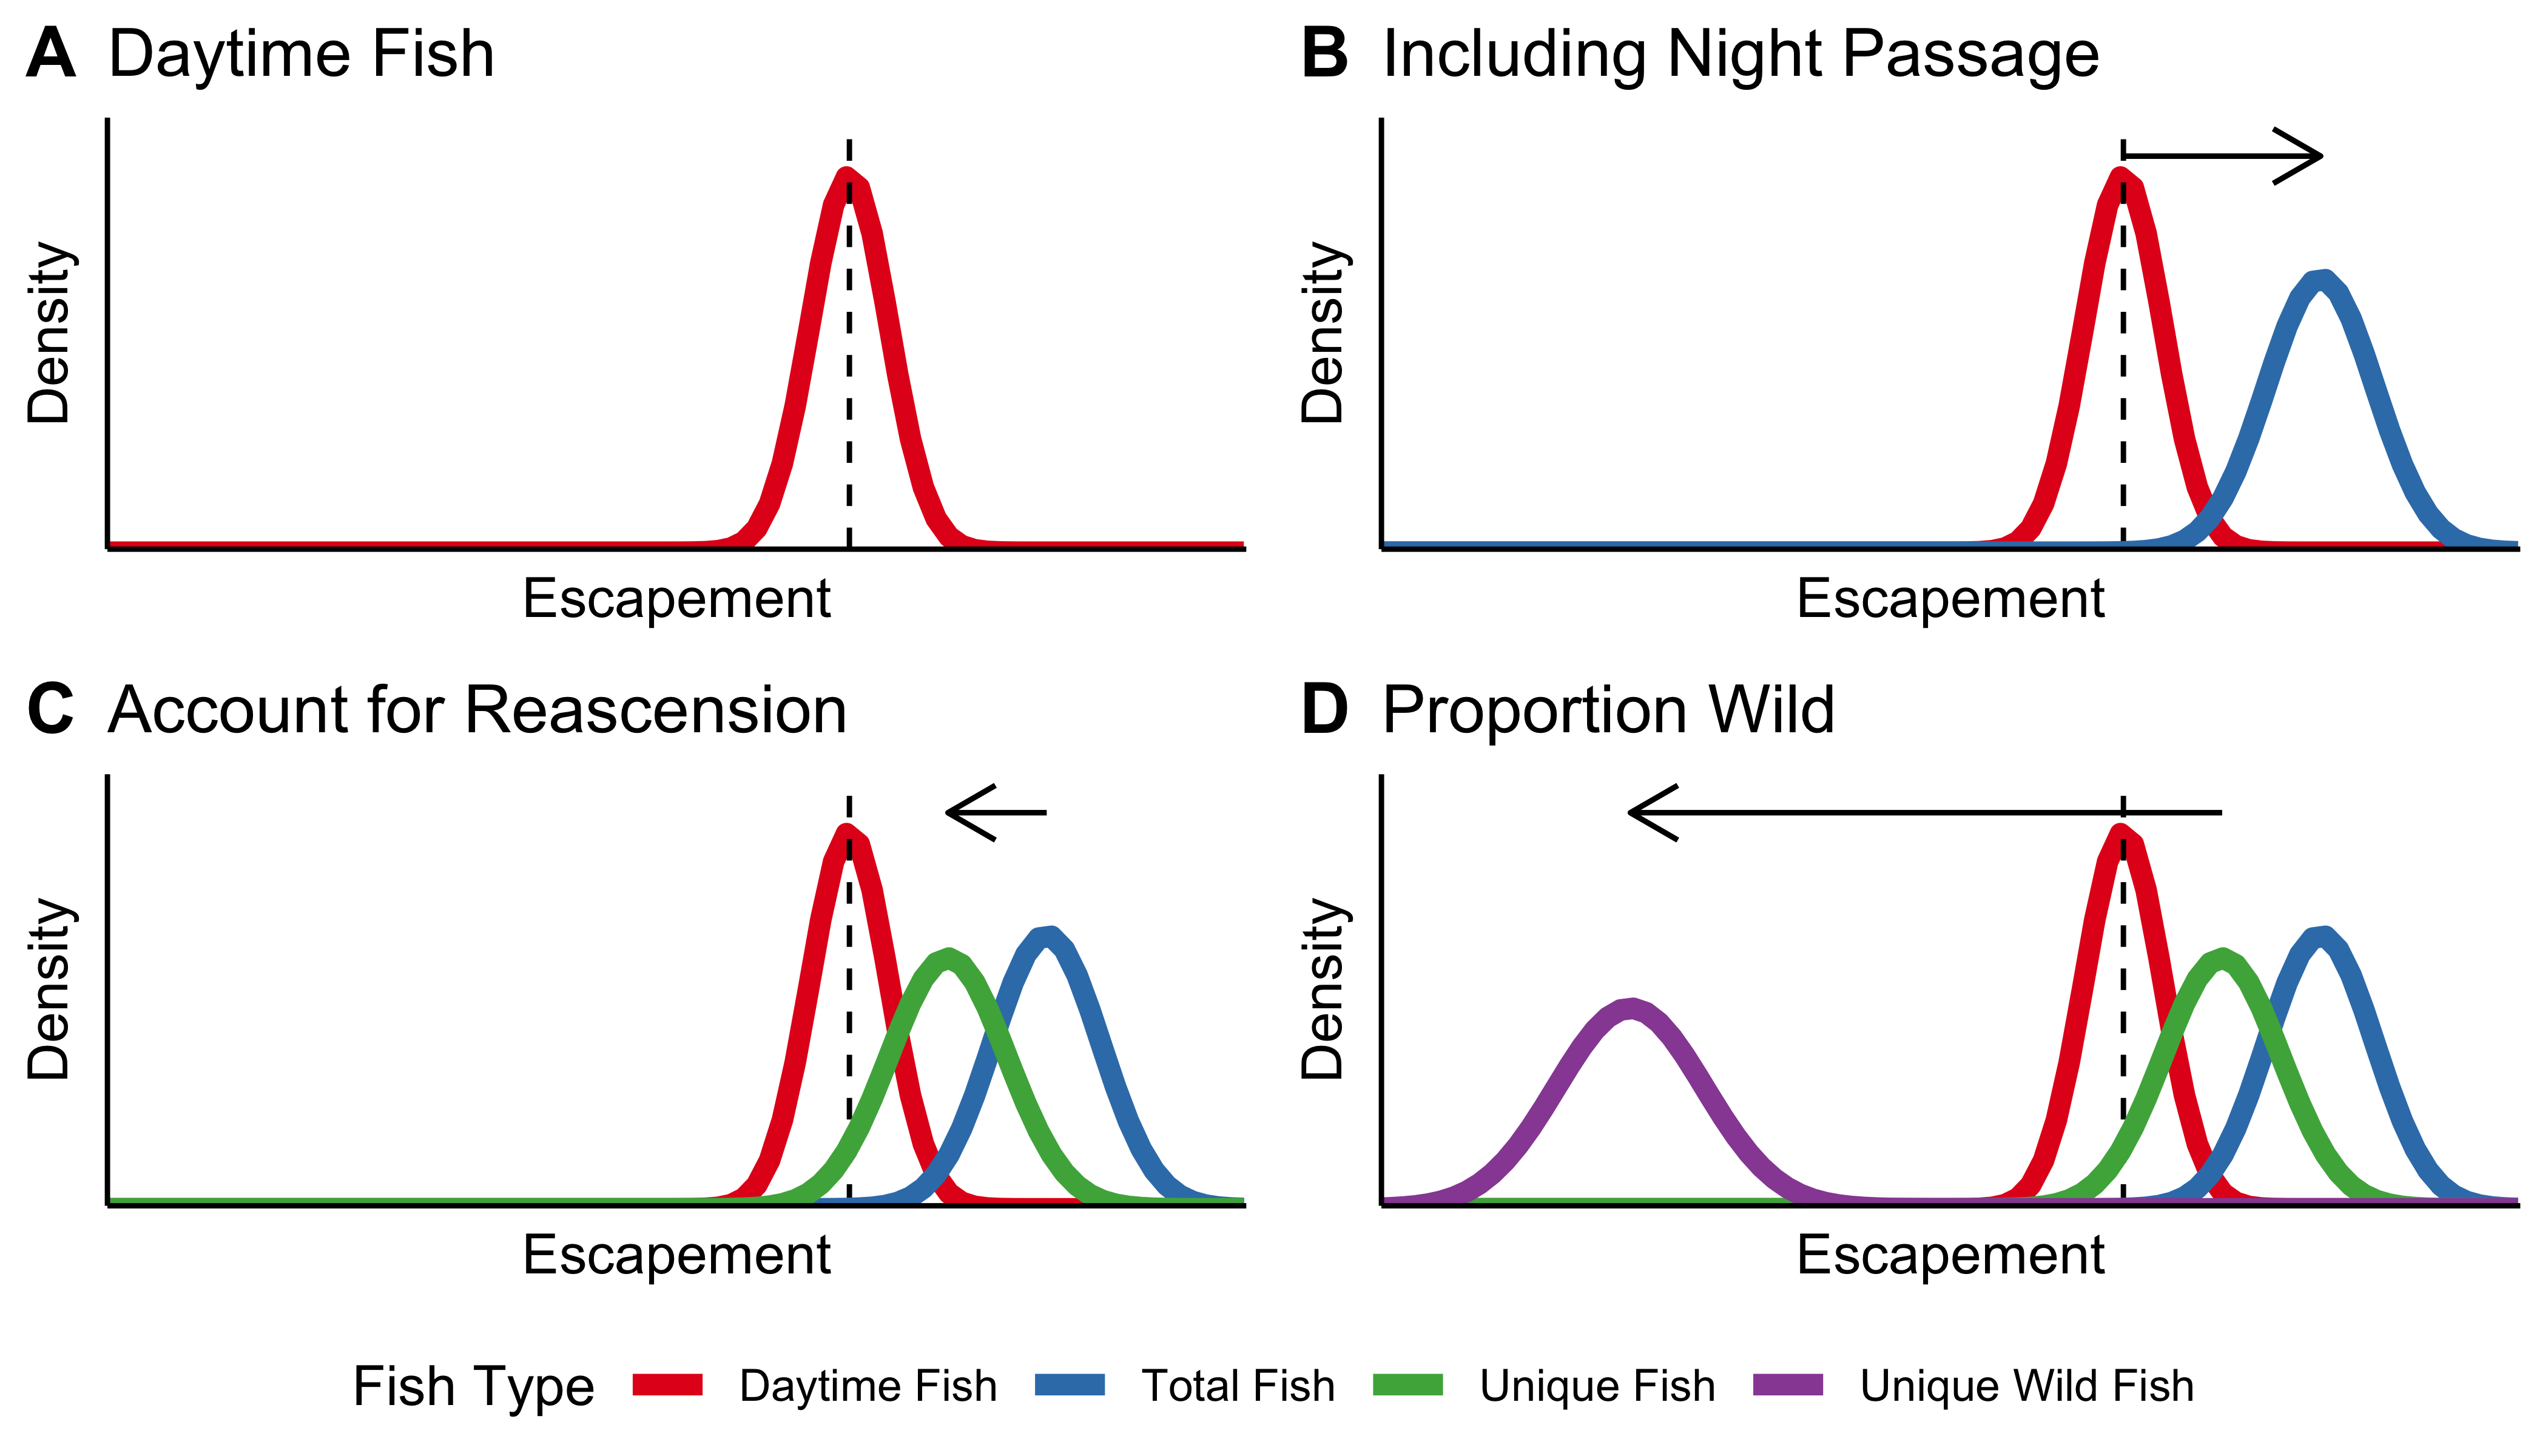 A Daytime Fish
Density
Escapement
B Including Night Passage
Density
Escapement
C Account for Reascension
Density
Escapement
D Proportion Wild
Density
Escapement
Fish Type Daytime Fish Total Fish Unique Fish Unique Wild Fish